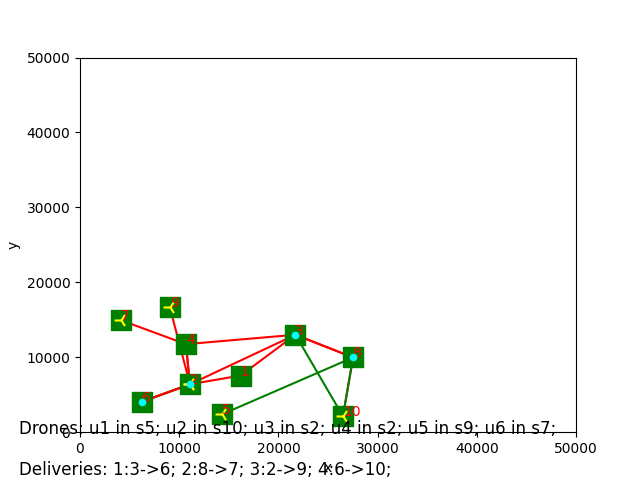 50000
40000
30000
20000
10000
0
0 10000 20000 30000 40000 50000
x
y
10
Drones: u1 in s5; u2 in s10; u3 in s2; u4 in s2; u5 in s9; u6 in s7;
Deliveries: 1:3->6; 2:8->7; 3:2->9; 4:6->10;